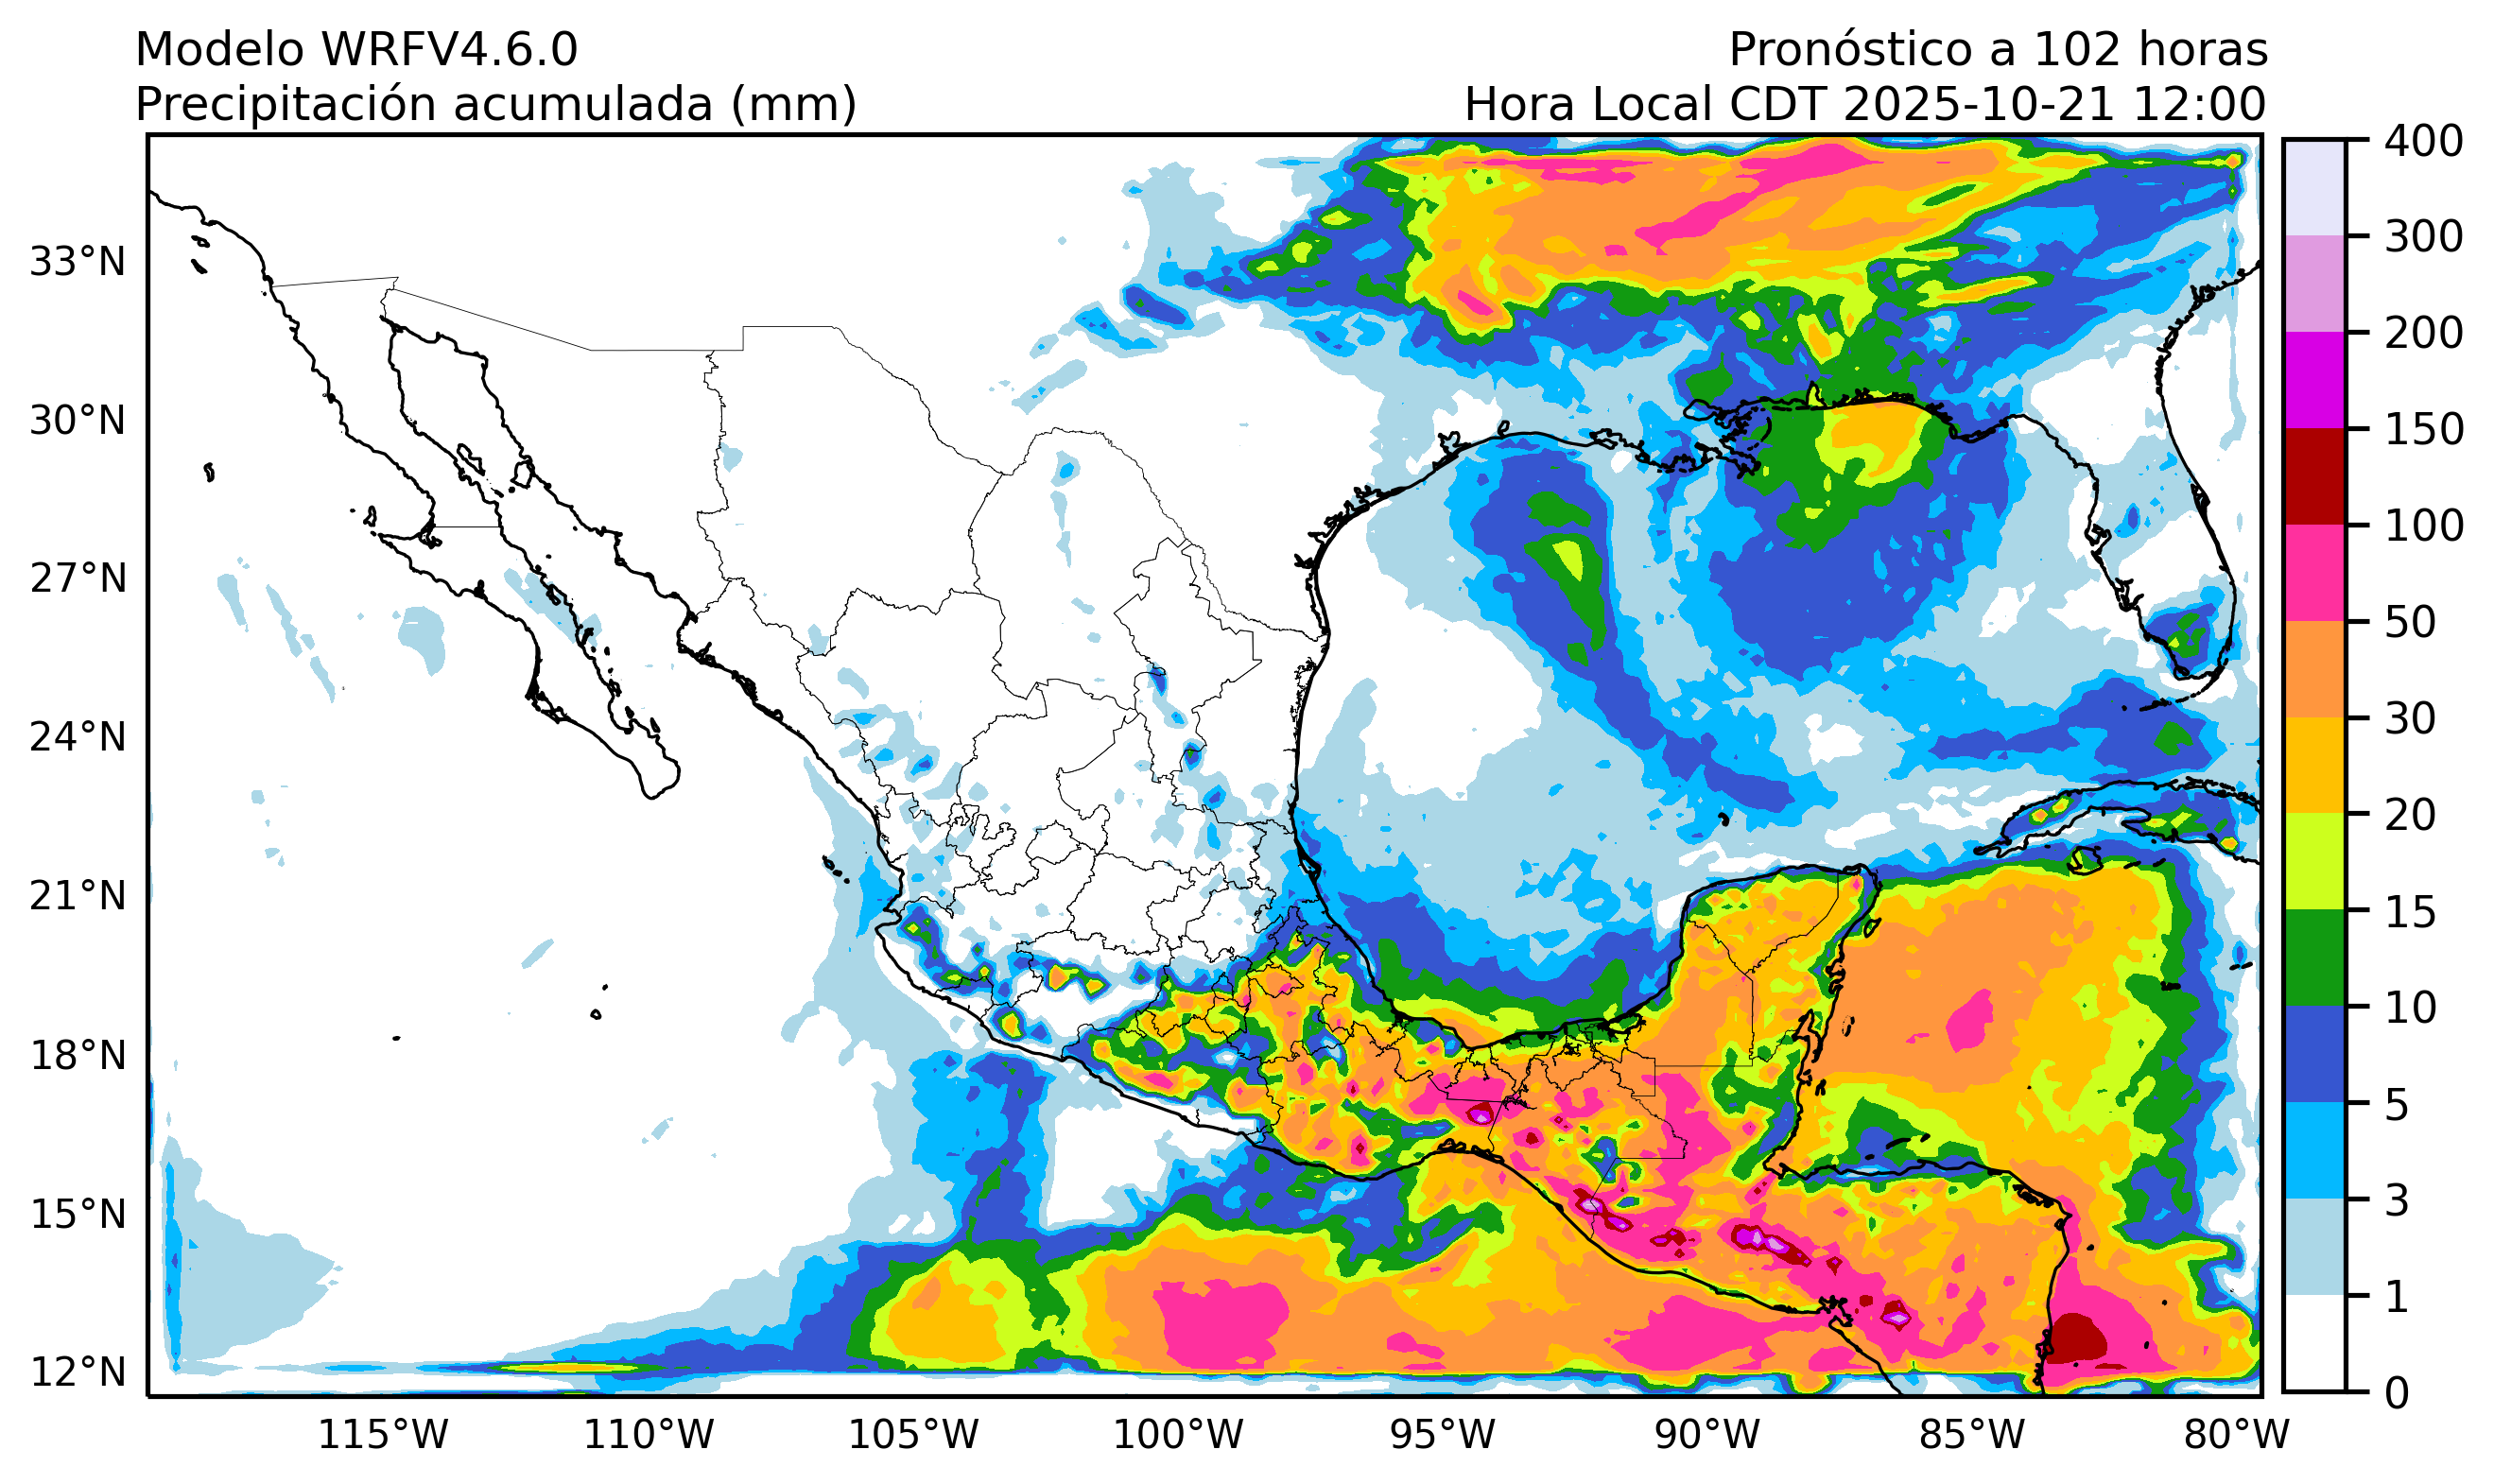 Modelo WRFV4.6.0
Pronóstico a 102 horas
Precipitación acumulada (mm)
Hora Local CDT 2025-10-21 12:00
33°N
30°N
27°N
24°N
21°N
18°N
15°N
12°N
115°W
110°W
105°W
100°W
95°W
90°W
85°W
80°W
400
300
200
150
100
50
30
20
15
10
5
3
1
0